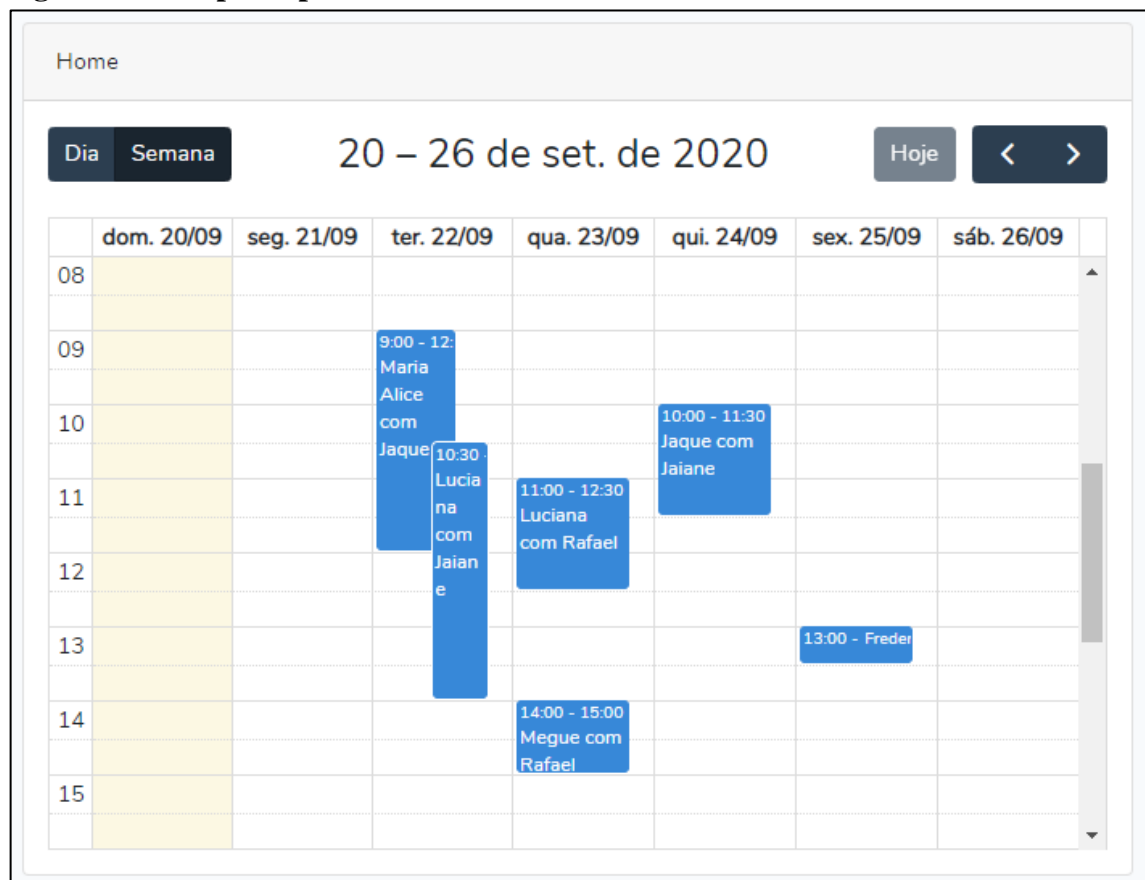 Home
Dia Semana
20 – 26 de set. de 2020
Hoje
dom. 20/09 seg. 21/09 ter. 22/09 qua. 23/09 qui. 24/09 sex. 25/09 sáb. 26/09
08
09
10
11
12
13
14
15
9:00 - 12:
Maria
Alice
com
Jaque
10:30 -
Lucia
na
com
Jaian
e
11:00 - 12:30
Luciana
com Rafael
14:00 - 15:00
Megue com
Rafael
10:00 - 11:30
Jaque com
Jaiane
13:00 - Freder